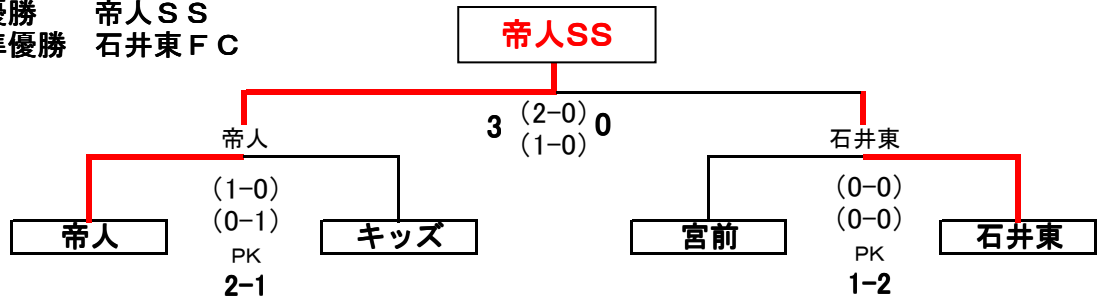 勝　　帝人ＳＳ
優勝　石井東ＦＣ
帝人SS
3 (2-0) 0
(1-0)
帝人 石井東
(1-0) (0-0)
(0-1) (0-0)
帝人 キッズ 宮前 石井東
PK PK
2-1 1-2